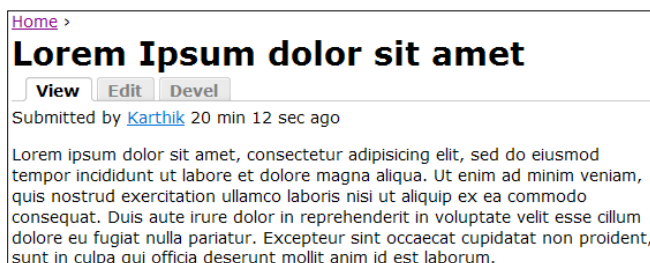 Home ›
Lorem Ipsum dolor sit amet
View Edit Devel
Submitted by Karthik 20 min 12 sec ago
Lorem ipsum dolor sit amet, consectetur adipisicing elit, sed do eiusmod
tempor incididunt ut labore et dolore magna aliqua. Ut enim ad minim veniam,
quis nostrud exercitation ullamco laboris nisi ut aliquip ex ea commodo
consequat. Duis aute irure dolor in reprehenderit in voluptate velit esse cillum
dolore eu fugiat nulla pariatur. Excepteur sint occaecat cupidatat non proident,
sunt in culpa qui officia deserunt mollit anim id est laborum.